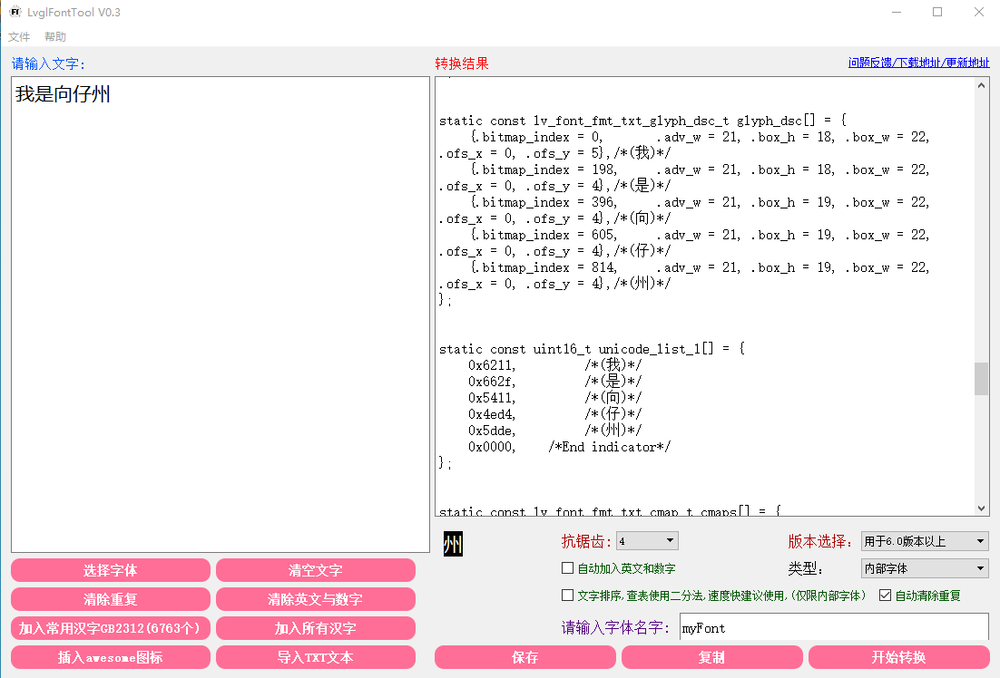 LvglFontTool V0.3
文件 帮助
请输入文字:
我是向仔州
转换结果
问题反馈/下载地址/更新地址
static const lv_font_fmt_txt_glyph_dsc_t glyph_dsc[] = {
{.bitmap_index = 0, .adv_w = 21, .box_h = 18, .box_w = 22,
.ofs_x = 0, .ofs_y = 5},/*(我)*/
{.bitmap_index = 198, .adv_w = 21, .box_h = 18, .box_w = 22,
.ofs_x = 0, .ofs_y = 4},/*(是)*/
{.bitmap_index = 396, .adv_w = 21, .box_h = 19, .box_w = 22,
.ofs_x = 0, .ofs_y = 4},/*(向)*/
{.bitmap_index = 605, .adv_w = 21, .box_h = 19, .box_w = 22,
.ofs_x = 0, .ofs_y = 4},/*(仔)*/
{.bitmap_index = 814, .adv_w = 21, .box_h = 19, .box_w = 22,
.ofs_x = 0, .ofs_y = 4},/*(州)*/
};
static const uint16_t unicode_list_1[] = {
0x6211, /*(我)*/
0x662f, /*(是)*/
0x5411, /*(向)*/
0x4ed4, /*(仔)*/
0x5dde, /*(州)*/
0x0000, /*End indicator*/
};
static const lv_font_fmt_txt_cmap_t cmaps[] = {
选择字体 清空文字
清除重复 清除英文与数字
加入常用汉字GB2312(6763个) 加入所有汉字
插入awesome图标 导入TXT文本
州
抗锯齿: 4 版本选择: 用于6.0版本以上
自动加入英文和数字 类型: 内部字体
文字排序,查表使用二分法,速度快建议使用,(仅限内部字体) 自动清除重复
请输入字体名字: myFont
保存 复制 开始转换